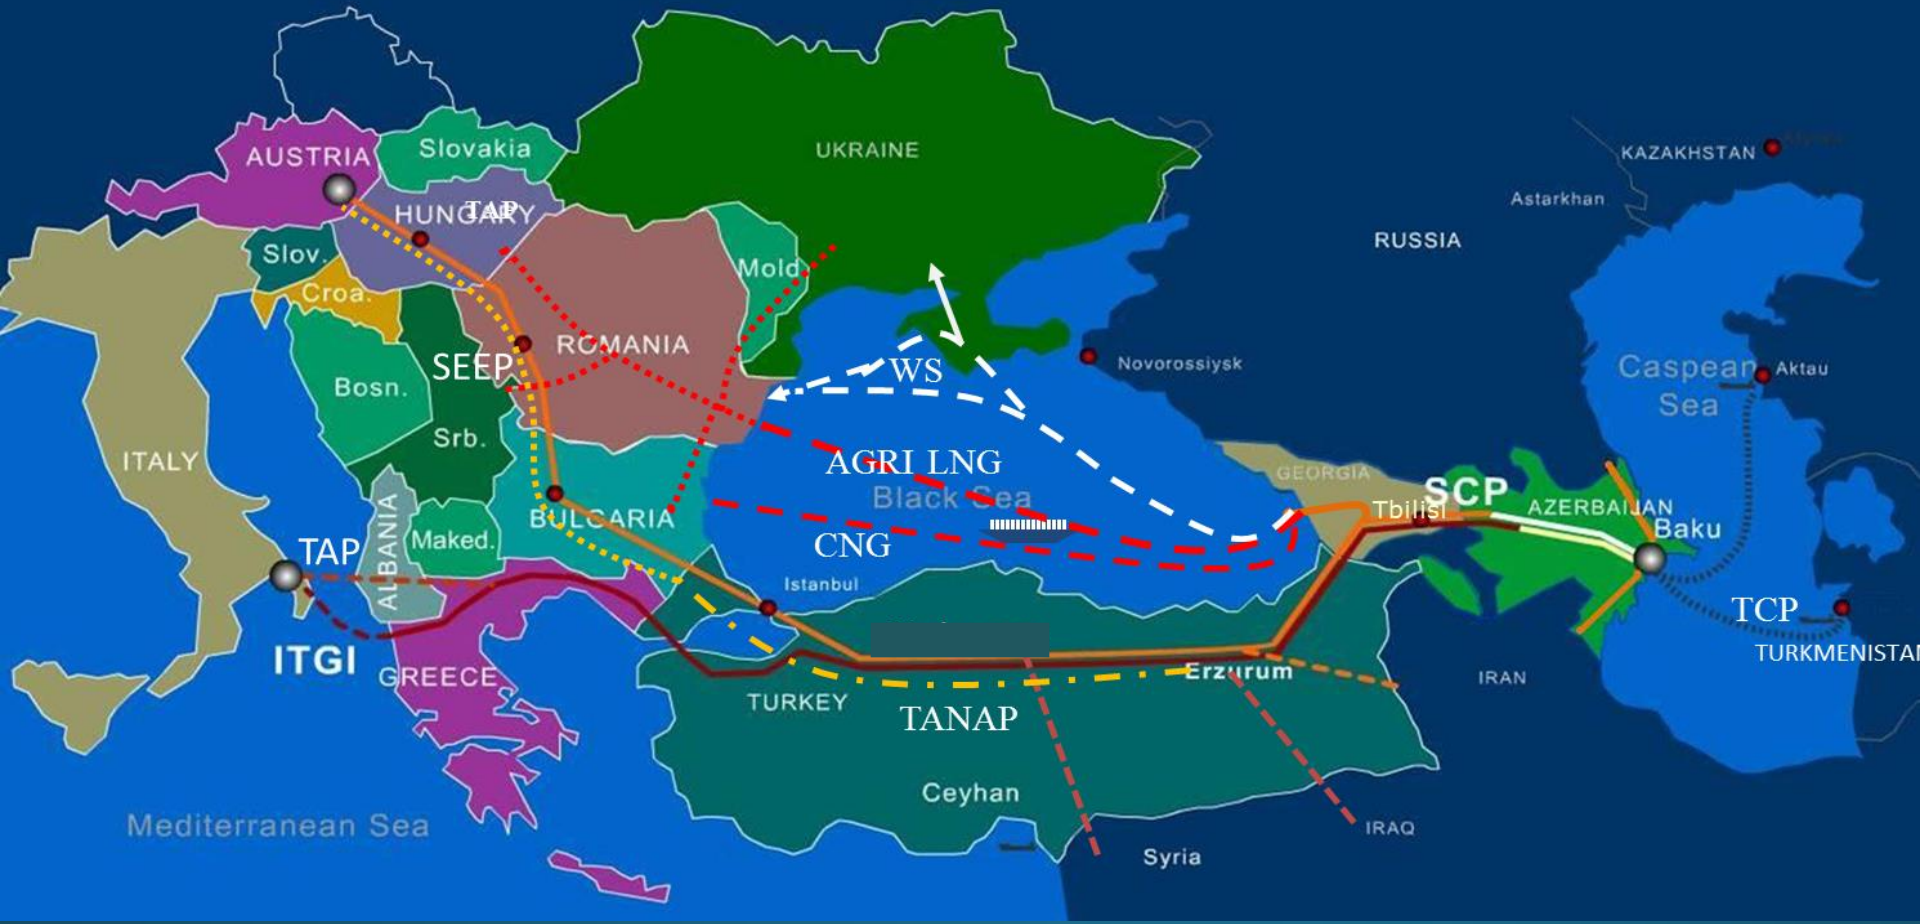 AUSTRIA
Slovakia
UKRAINE
KAZAKHSTAN
HUNGARY
TAP
Astarkhan
RUSSIA
Slov.
Croa.
Mold
ROMANIA
SEEP
WS
Novorossiysk
Caspean
Sea
Aktau
Bosn.
Srb.
ITALY
AGRI LNG
Black Sea
GEORGIA
SCP
Tbilisi
AZERBAIJAN
Baku
BULGARIA
ALBANIA
Maked.
TAP
CNG
Istanbul
TCP
TURKMENISTAN
ITGI
GREECE
TURKEY
Erzurum
IRAN
TANAP
Ceyhan
Mediterranean Sea
IRAQ
Syria